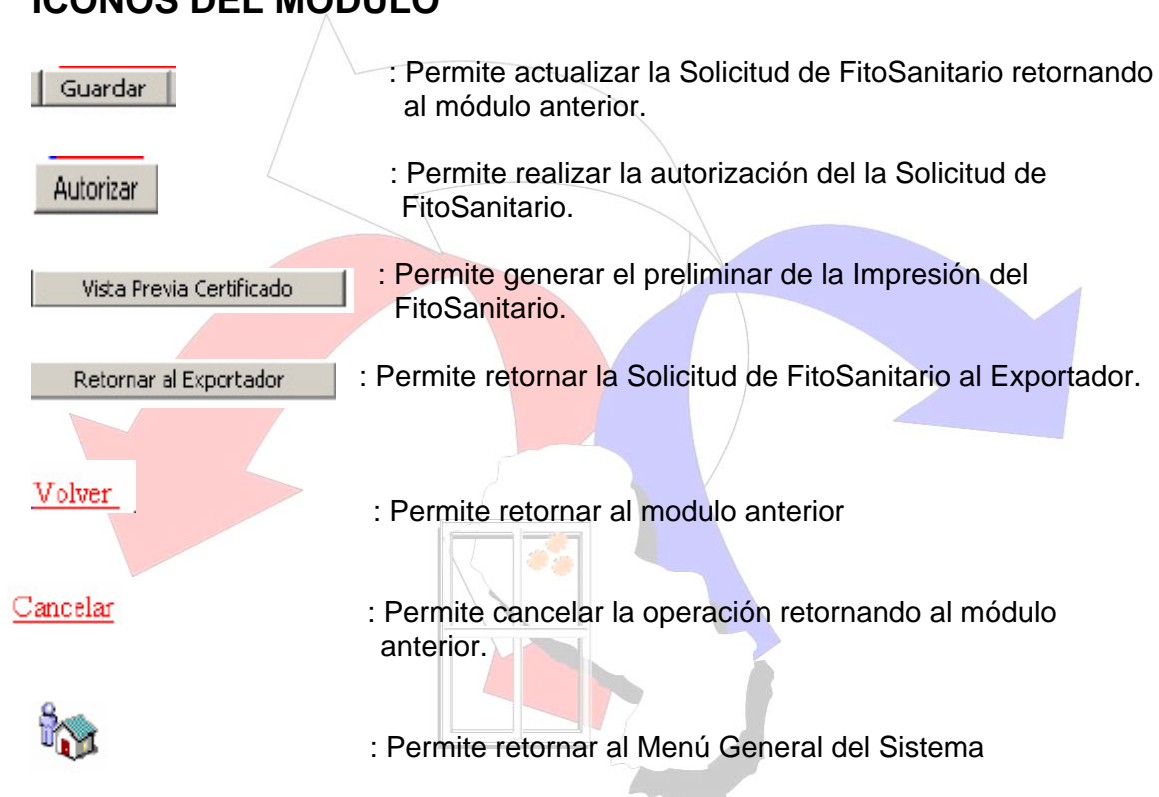 ICONOS DEL MODULO
Guardar
: Permite actualizar la Solicitud de FitoSanitario retornando
al módulo anterior.
Autorizar
: Permite realizar la autorización del la Solicitud de
FitoSanitario.
Vista Previa Certificado
: Permite generar el preliminar de la Impresión del
FitoSanitario.
Retornar al Exportador
: Permite retornar la Solicitud de FitoSanitario al Exportador.
Volver
: Permite retornar al modulo anterior
Cancelar
: Permite cancelar la operación retornando al módulo
anterior.
: Permite retornar al Menú General del Sistema